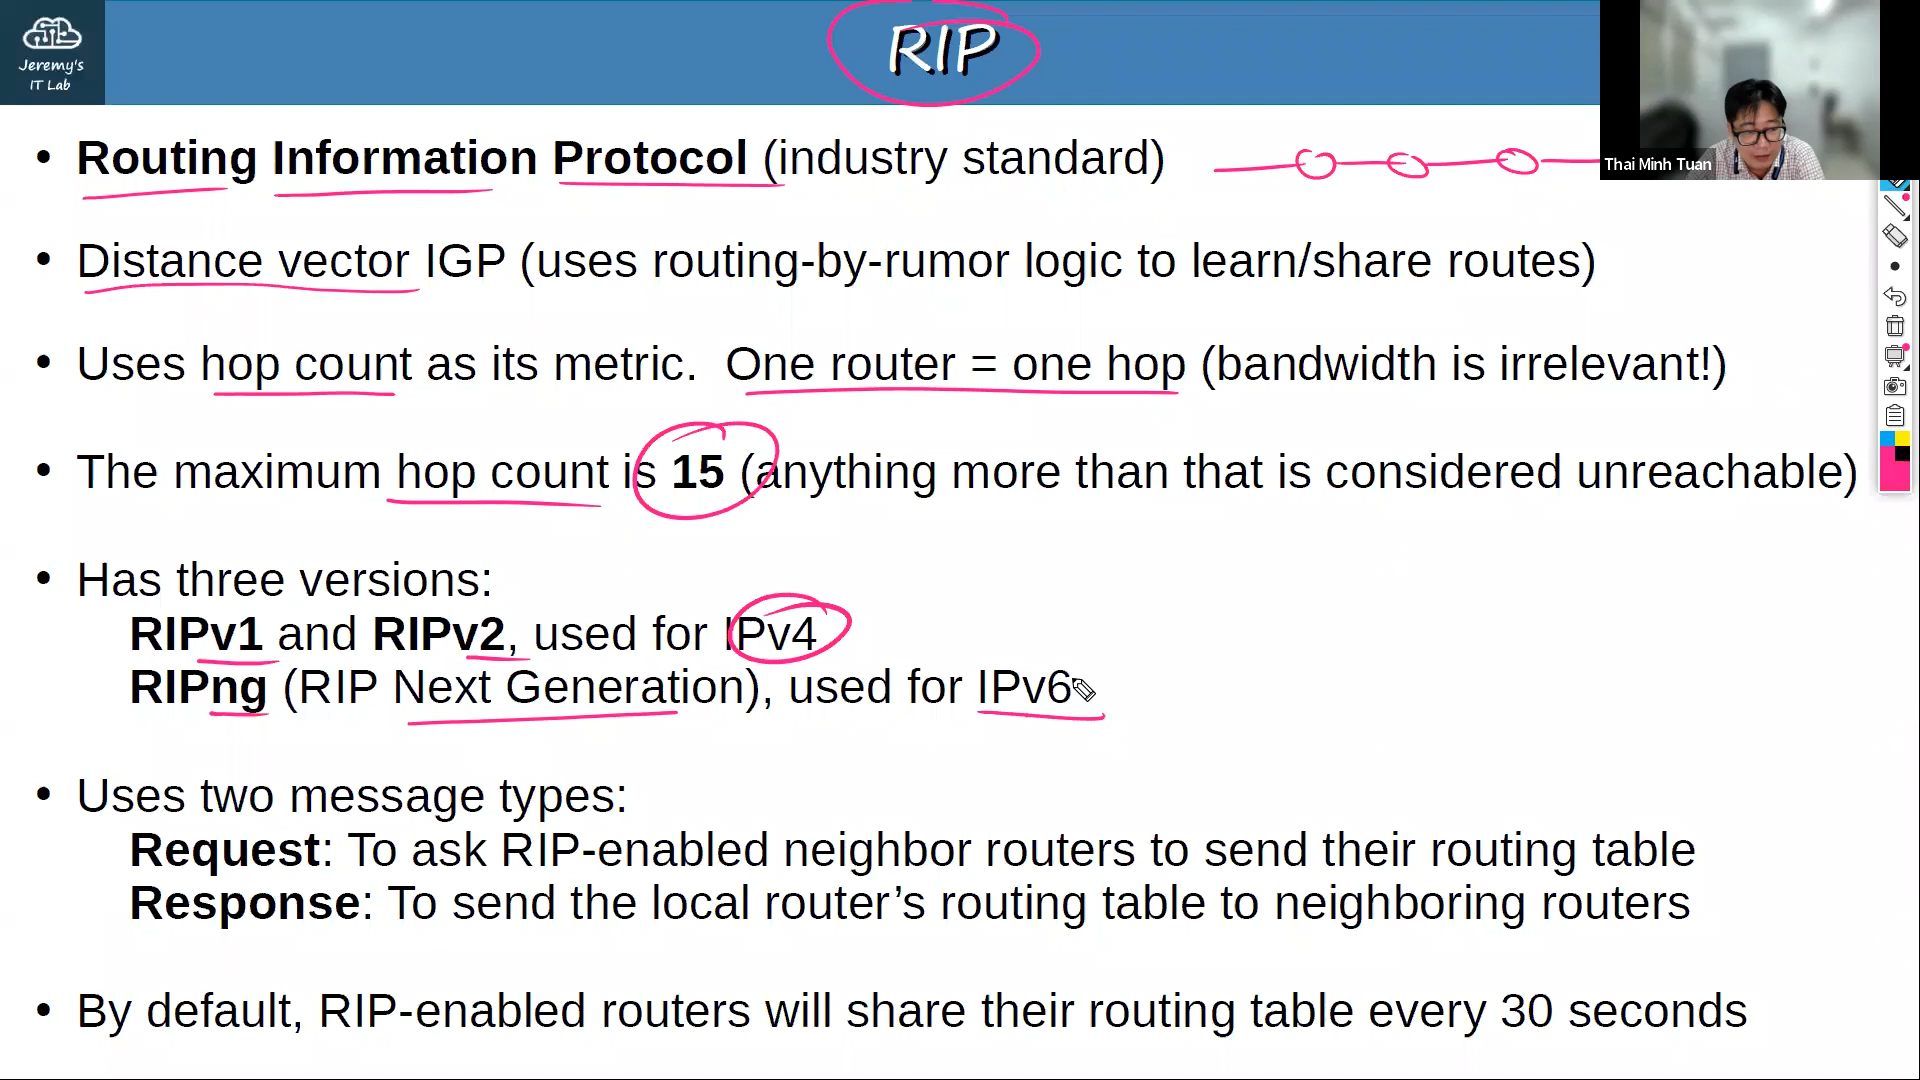 Jeremy's
IT Lab
RIP
Thai Minh Tuan
• Routing Information Protocol (industry standard)
• Distance vector IGP (uses routing-by-rumor logic to learn/share routes)
• Uses hop count as its metric. One router = one hop (bandwidth is irrelevant!)
• The maximum hop count is 15 (anything more than that is considered unreachable)
• Has three versions:
RIPv1 and RIPv2, used for IPv4
RIPng (RIP Next Generation), used for IPv6
• Uses two message types:
Request: To ask RIP-enabled neighbor routers to send their routing table
Response: To send the local router’s routing table to neighboring routers
• By default, RIP-enabled routers will share their routing table every 30 seconds